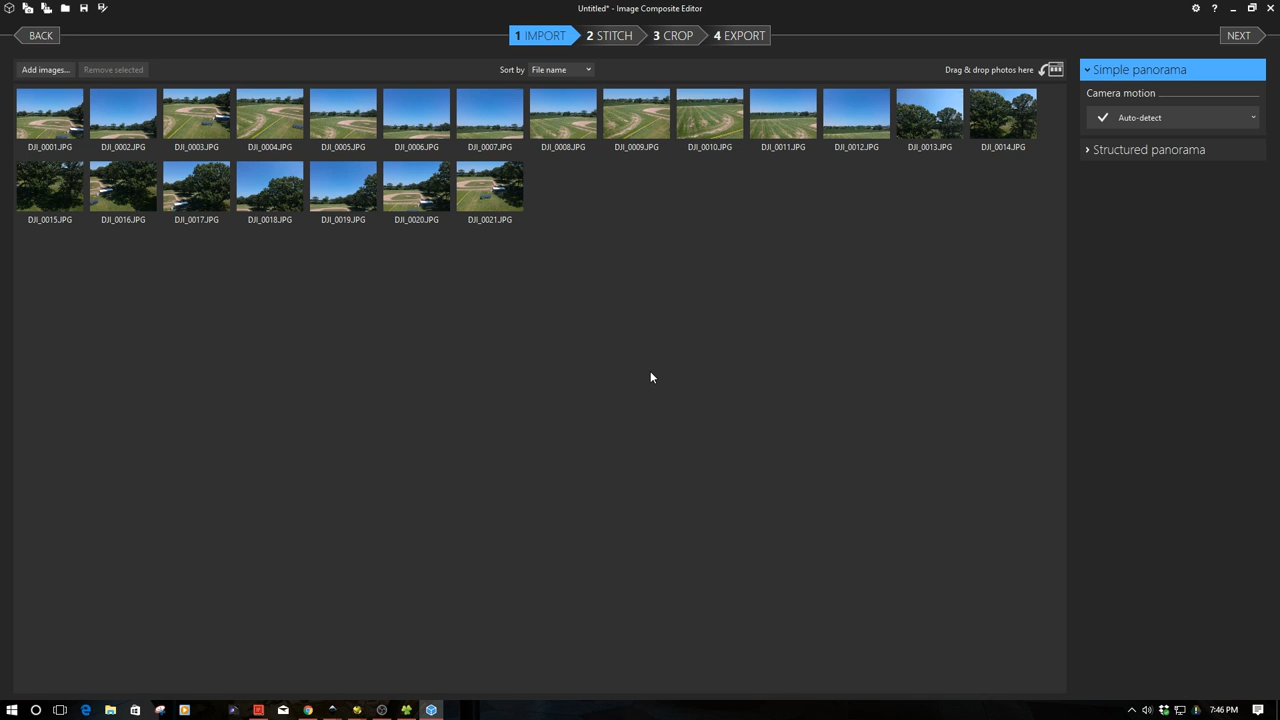 Untitled* - Image Composite Editor
BACK
1 IMPORT
2 STITCH
3 CROP
4 EXPORT
NEXT
Add images...
Remove selected
Sort by
File name
Drag & drop photos here
Simple panorama
Camera motion
Auto-detect
Structured panorama
DJI_0001.JPG
DJI_0002.JPG
DJI_0003.JPG
DJI_0004.JPG
DJI_0005.JPG
DJI_0006.JPG
DJI_0007.JPG
DJI_0008.JPG
DJI_0009.JPG
DJI_0010.JPG
DJI_0011.JPG
DJI_0012.JPG
DJI_0013.JPG
DJI_0014.JPG
DJI_0015.JPG
DJI_0016.JPG
DJI_0017.JPG
DJI_0018.JPG
DJI_0019.JPG
DJI_0020.JPG
DJI_0021.JPG
7:46 PM